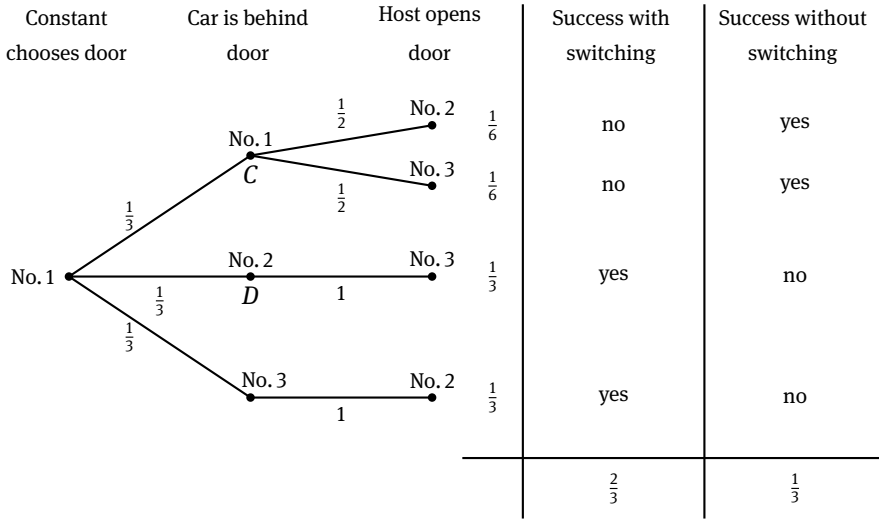 Constant Car is behind Host opens Success with Success without
chooses door door door switching switching
1/2 No. 2 1/6 no yes
No. 1
C 1/2 No. 3 1/6 no yes
1/3
No. 1 No. 2 No. 3 1/3 yes no
1/3 D 1
1/3
No. 3 No. 2 1/3 yes no
1
2/3 1/3